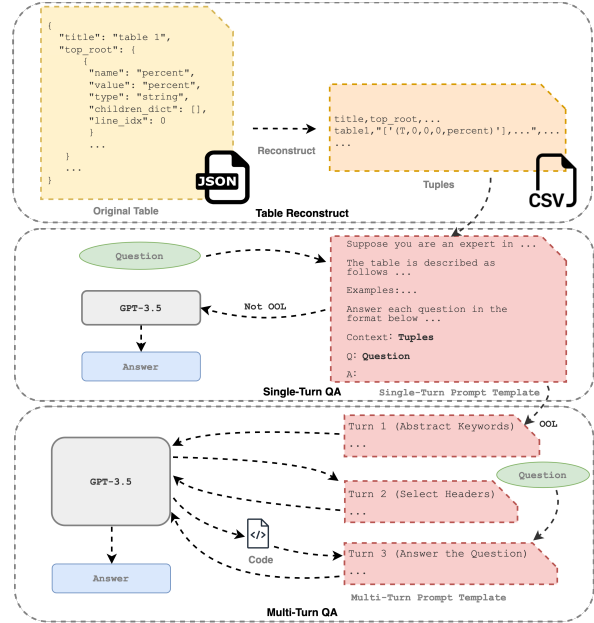 {
"title": "table 1",
"top_root": {
{
"name": "percent",
"value": "percent",
"type": "string",
"children_dict": [],
"line_idx": 0
}
...
}
...
}
JSON
Original Table
Reconstruct
title,top_root,...
table1,"['(T,0,0,0,percent)'],...",...
...
Tuples
CSV
Table Reconstruct
Question
GPT-3.5
Answer
Not OOL
Suppose you are an expert in ...
The table is described as
follows ...
Examples:...
Answer each question in the
format below ...
Context: Tuples
Q: Question
A:
Single-Turn Prompt Template
Single-Turn QA
OOL
GPT-3.5
Answer
Turn 1 (Abstract Keywords)
...
Question
Turn 2 (Select Headers)
...
</>
Code
Turn 3 (Answer the Question)
...
Multi-Turn Prompt Template
Multi-Turn QA